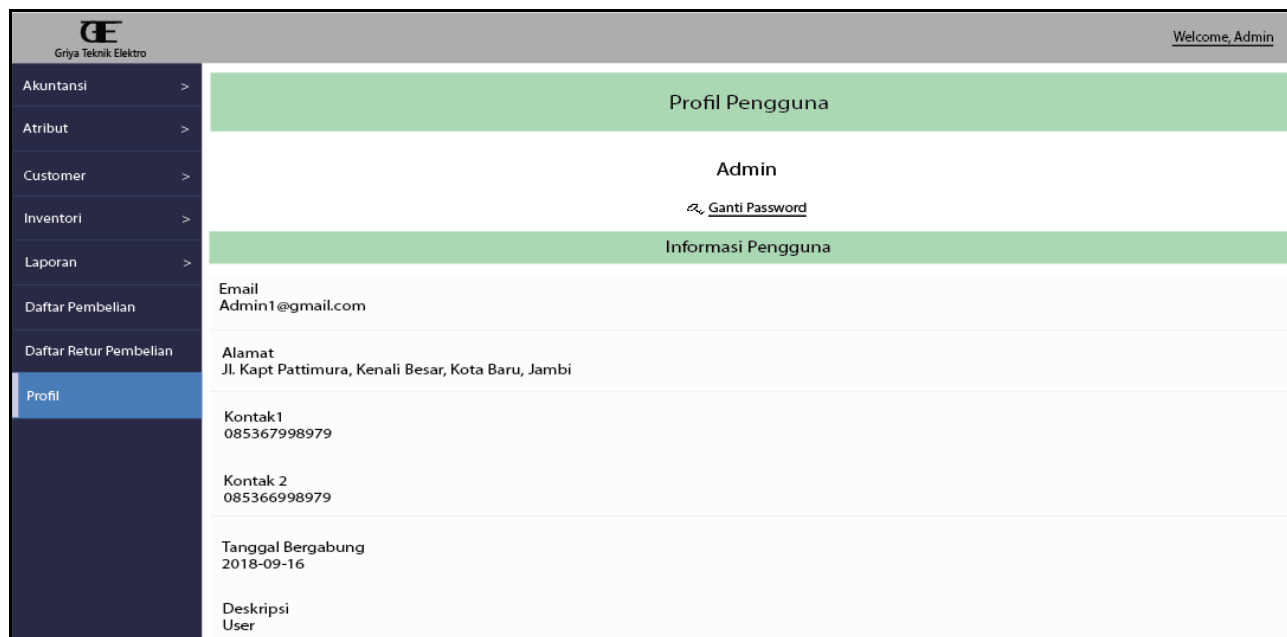 GE
Griya Teknik Elektro
Welcome, Admin
Akuntansi >
Atribut >
Customer >
Inventori >
Laporan >
Daftar Pembelian
Daftar Retur Pembelian
Profil
Profil Pengguna
Admin
Ganti Password
Informasi Pengguna
Email
Admin1@gmail.com
Alamat
Jl. Kapt Pattimura, Kenali Besar, Kota Baru, Jambi
Kontak1
085367998979
Kontak 2
085366998979
Tanggal Bergabung
2018-09-16
Deskripsi
User